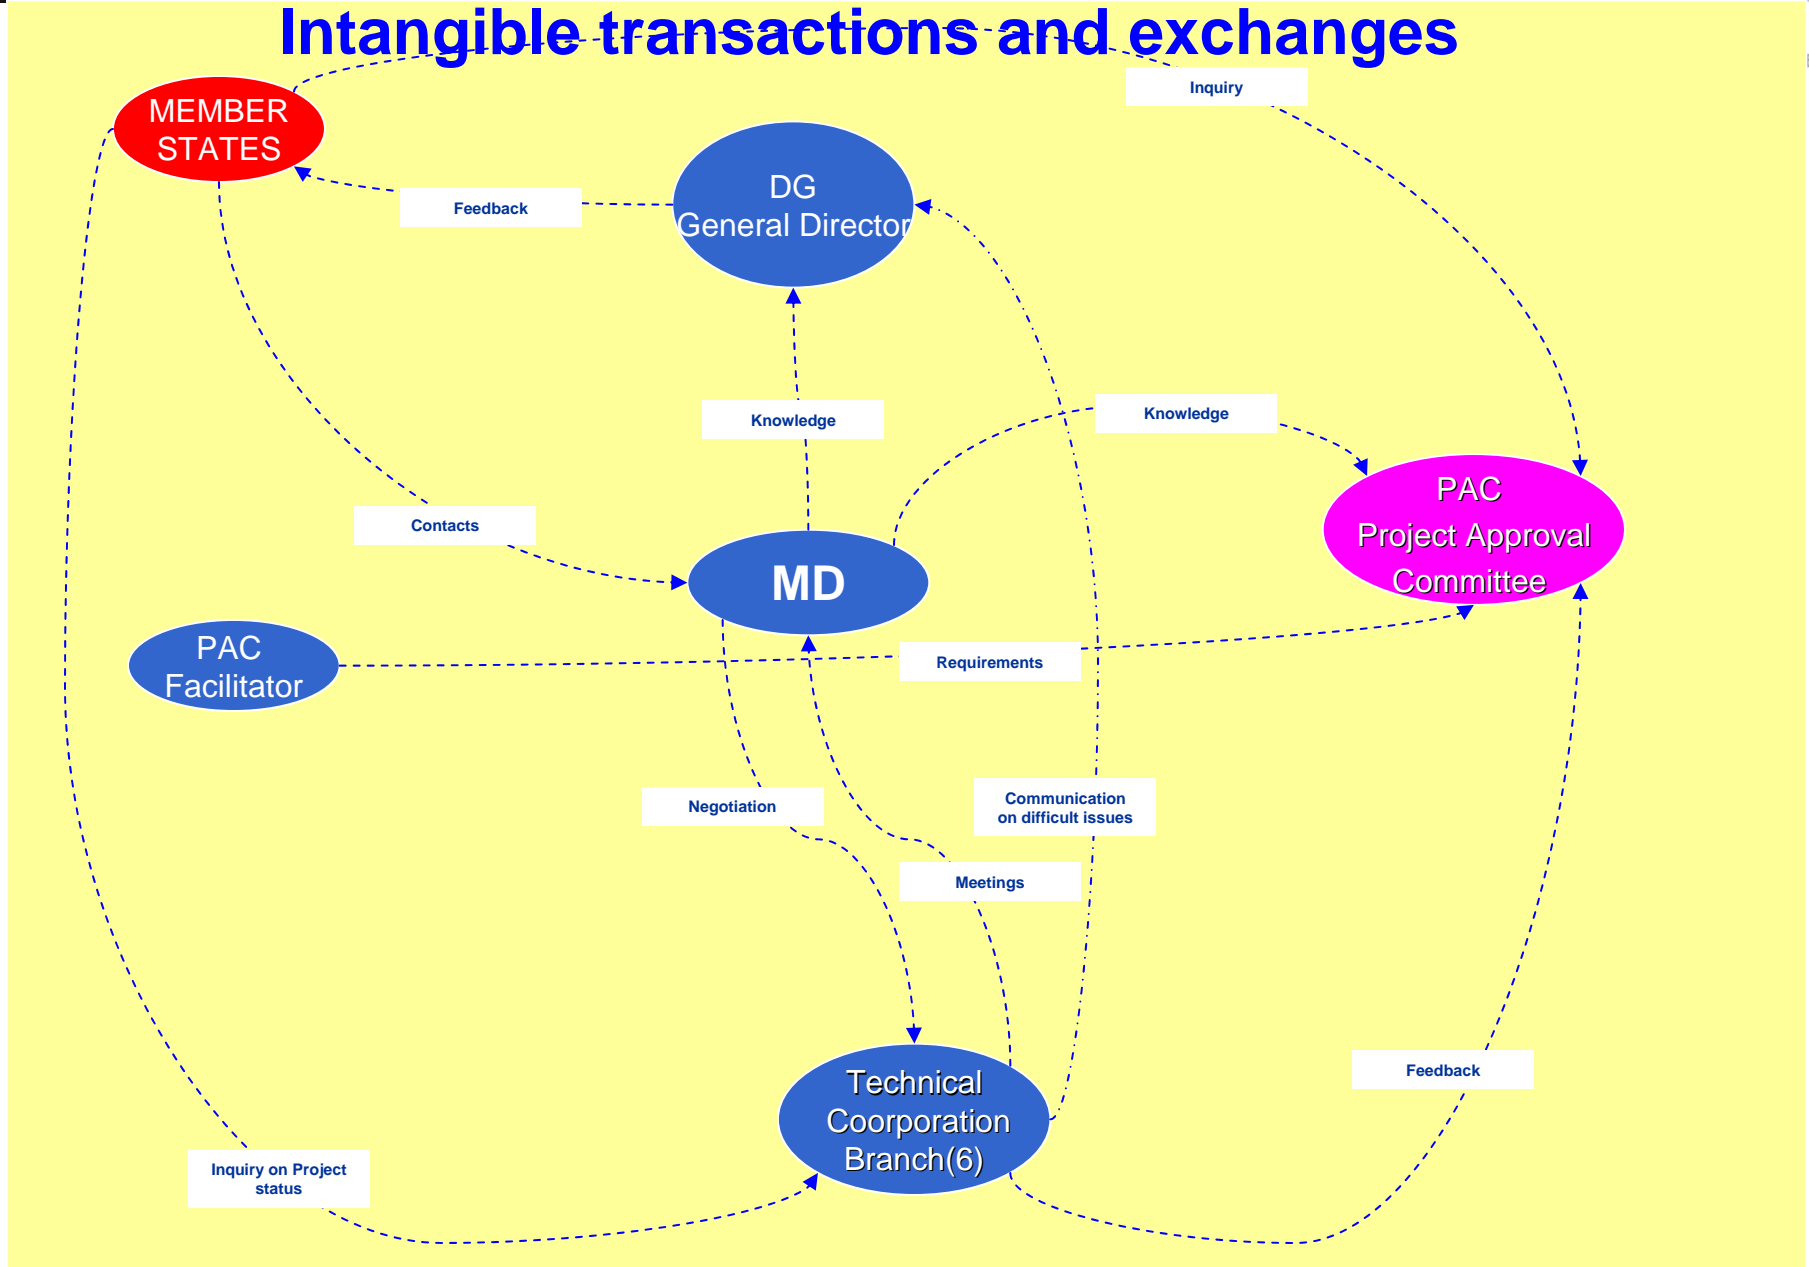 Intangible transactions and exchanges
Inquiry
MEMBER
STATES
DG
General Director
Feedback
Knowledge
Knowledge
PAC
Project Approval
Committee
Contacts
MD
PAC
Facilitator
Requirements
Negotiation
Communication
on difficult issues
Meetings
Technical
Coorporation
Branch(6)
Feedback
Inquiry on Project
status